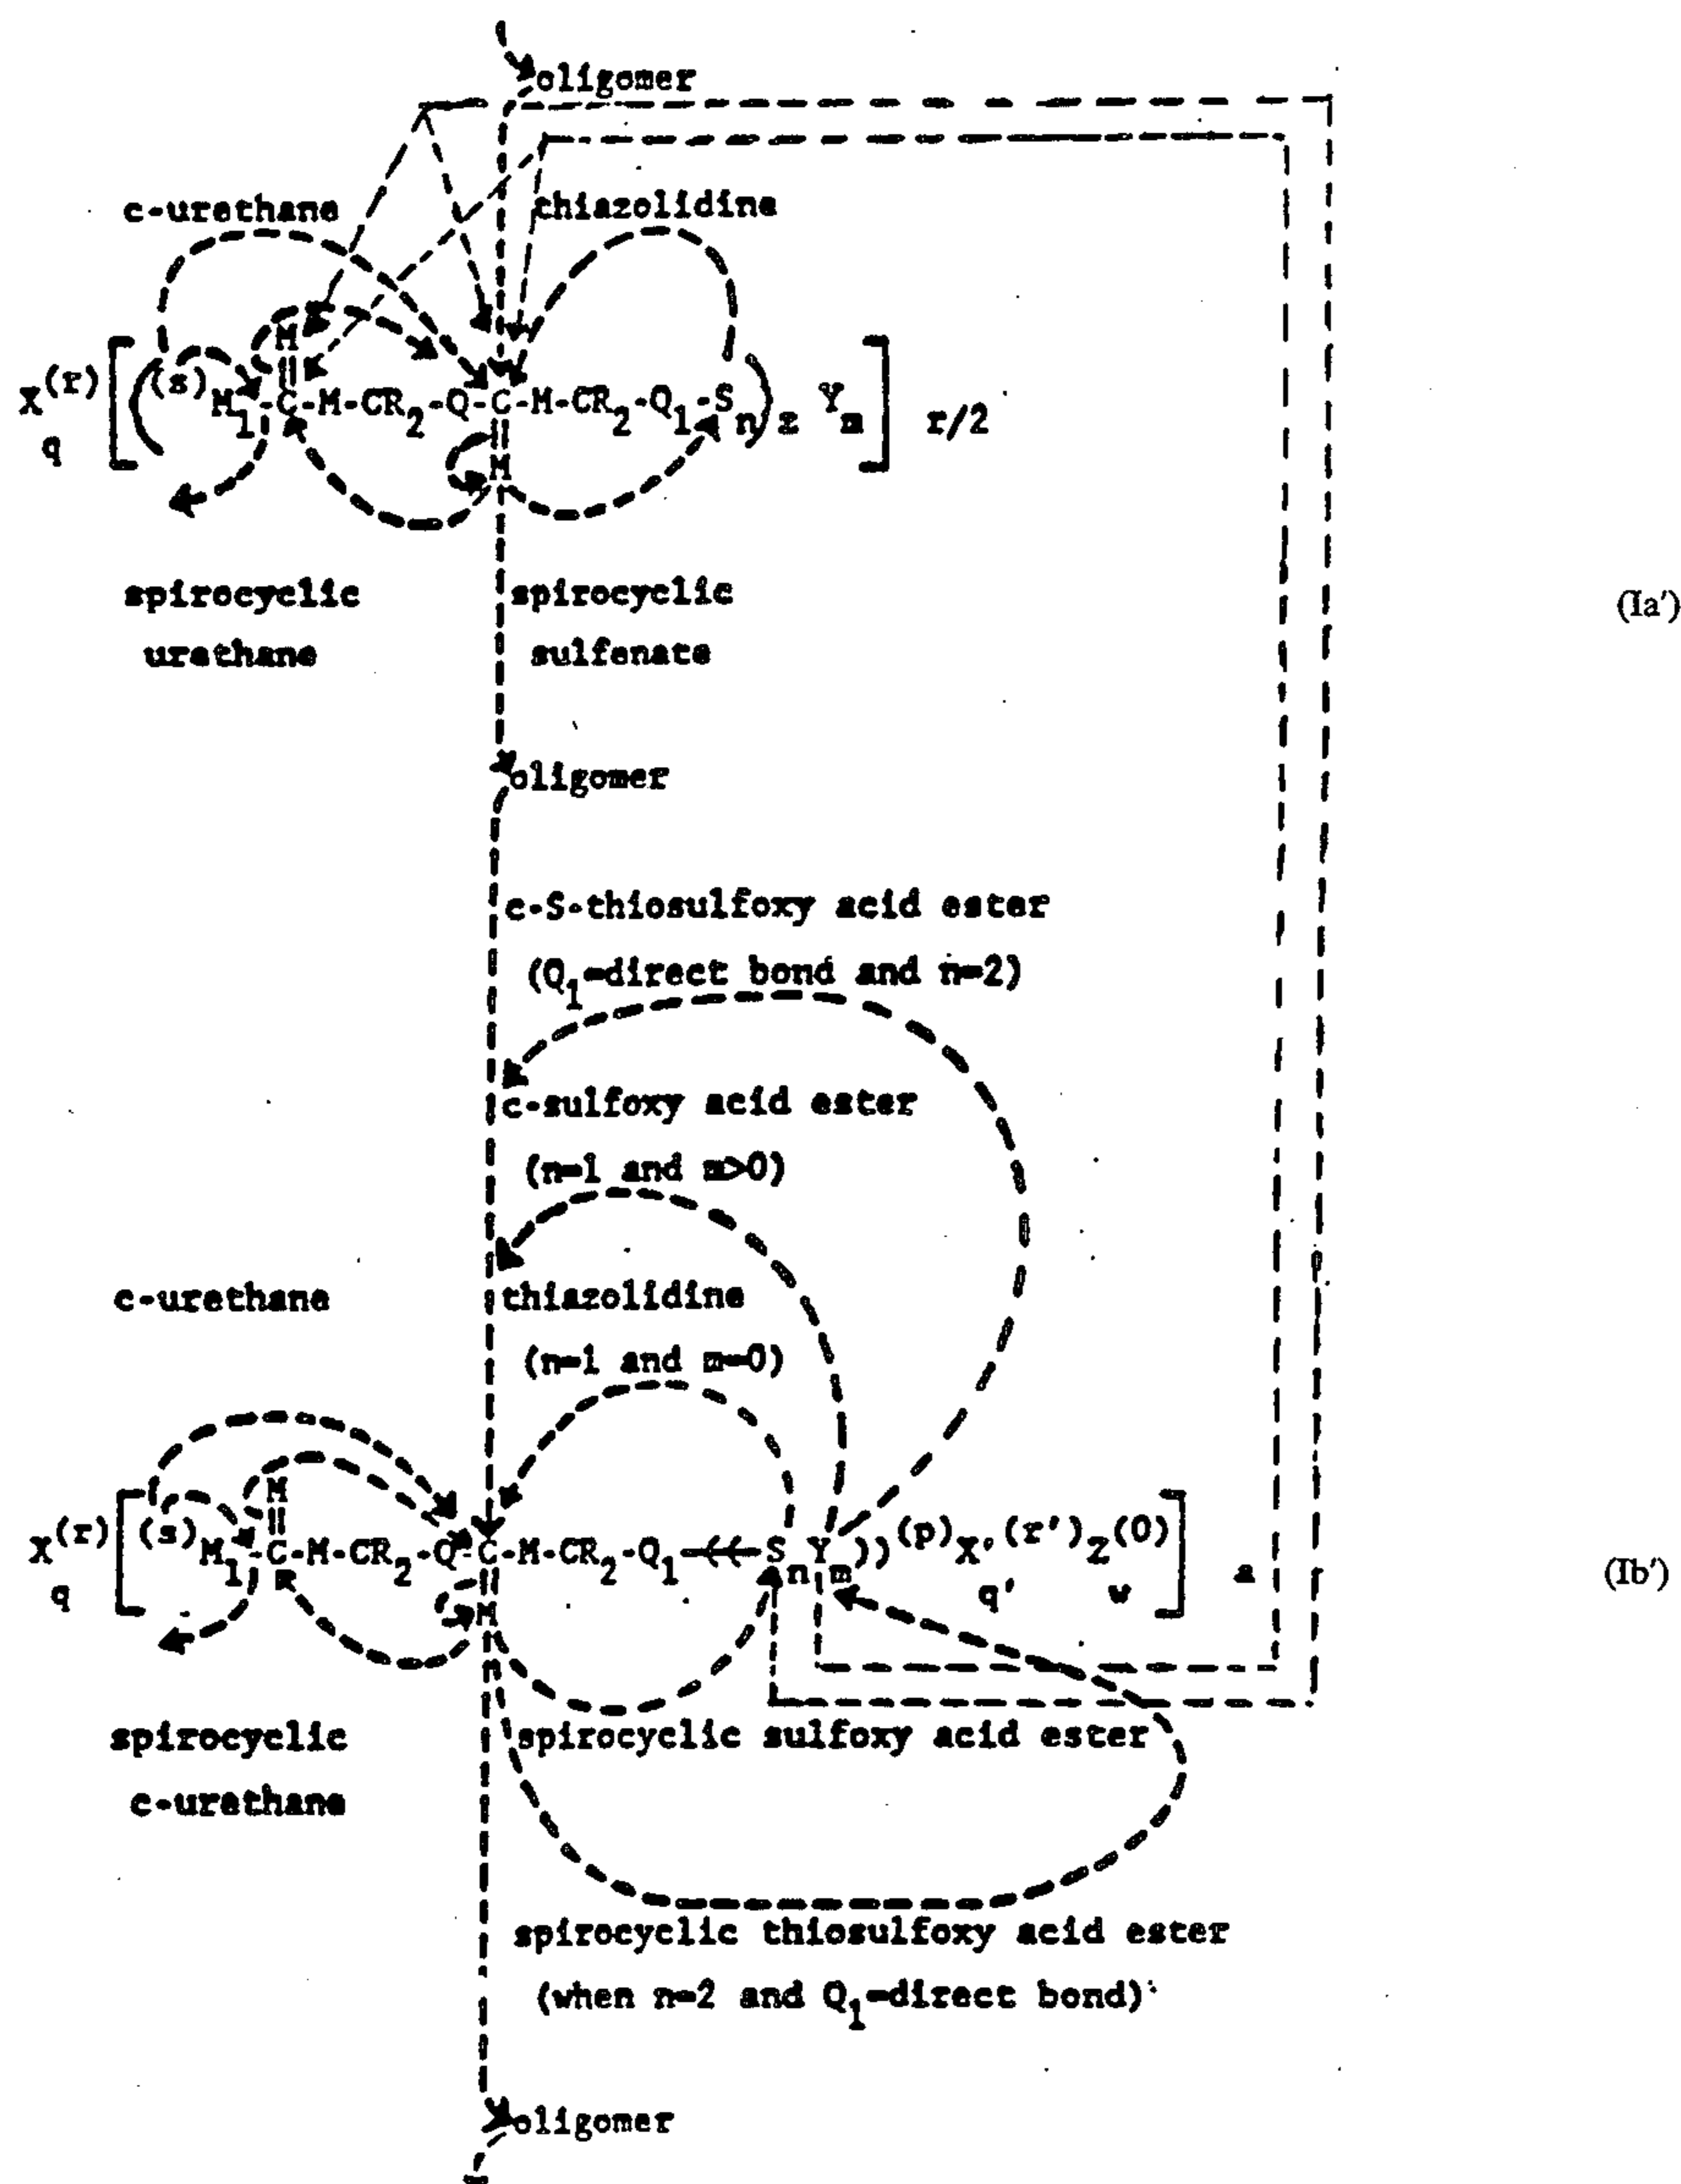 oligomer
c-urethane thiazolidine
M
||
X(r)q[((s)M1-C-M-CR2-Q-C-M-CR2-Q1-Sn)z Ym] r/2
||
M
spirocyclic spirocyclic (Ia')
urethane sulfenate
oligomer
c-S-thiosulfoxy acid ester
(Q1=direct bond and n=2)
c-sulfoxy acid ester
(n=1 and m>0)
c-urethane thiazolidine
(n=1 and m=0)
M
||
X(r)q[(s)M1-C-M-CR2-Q-C-M-CR2-Q1-((SnYm))(p)X'(r')q'Z(0)w] a (Ib')
||
M
spirocyclic spirocyclic sulfoxy acid ester
c-urethane
spirocyclic thiosulfoxy acid ester
(when n=2 and Q1=direct bond)
oligomer